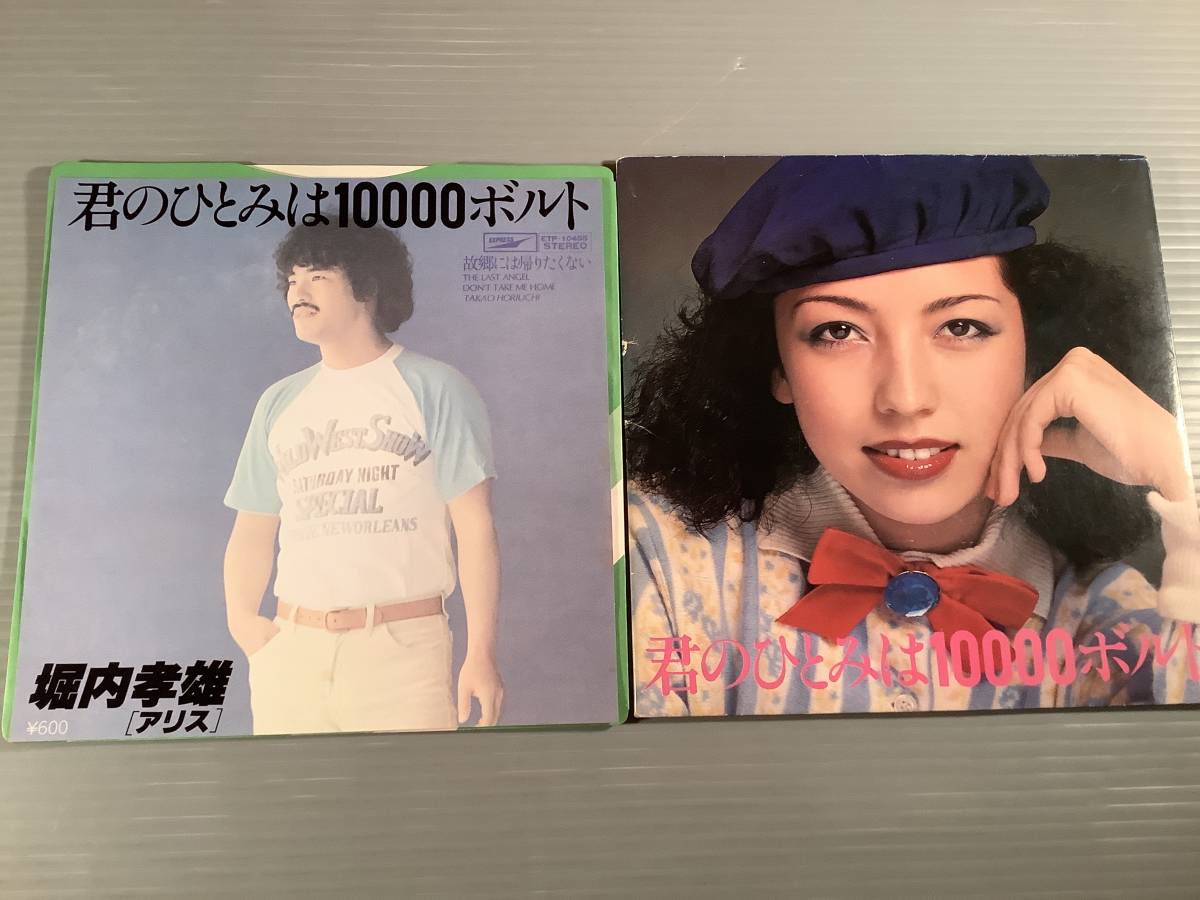 君のひとみは10000ボルト
EXPRESS
ETP-10455
STEREO
故郷には帰りたくない
THE LAST ANGEL
DON'T TAKE ME HOME
TAKAO HORIUCHI
WILD WEST SHOW
SATURDAY NIGHT
SPECIAL
NEWORLEANS
堀内孝雄
[アリス]
¥600
君のひとみは10000ボルト